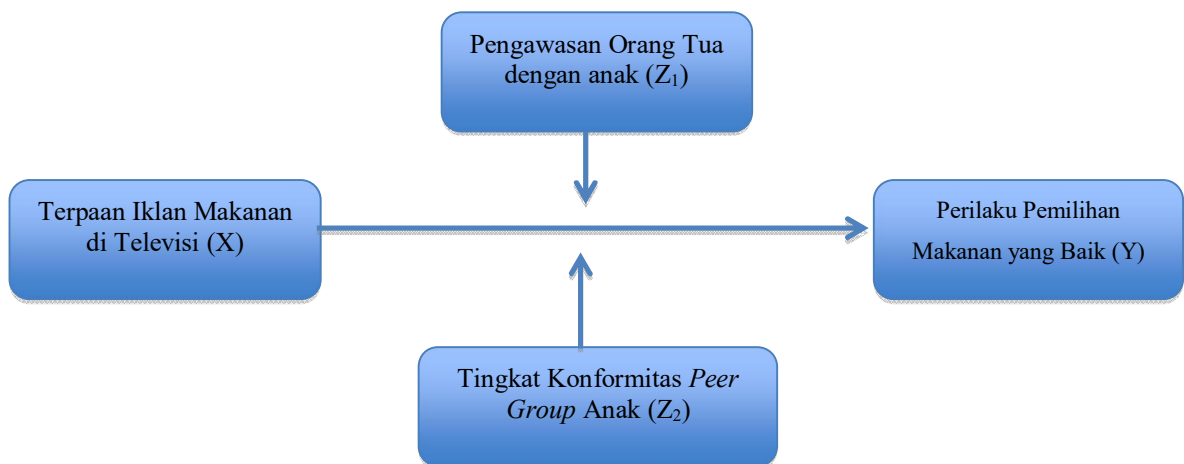 Pengawasan Orang Tua
dengan anak (Z₁)
Terpaan Iklan Makanan
di Televisi (X)
Perilaku Pemilihan
Makanan yang Baik (Y)
Tingkat Konformitas Peer
Group Anak (Z₂)